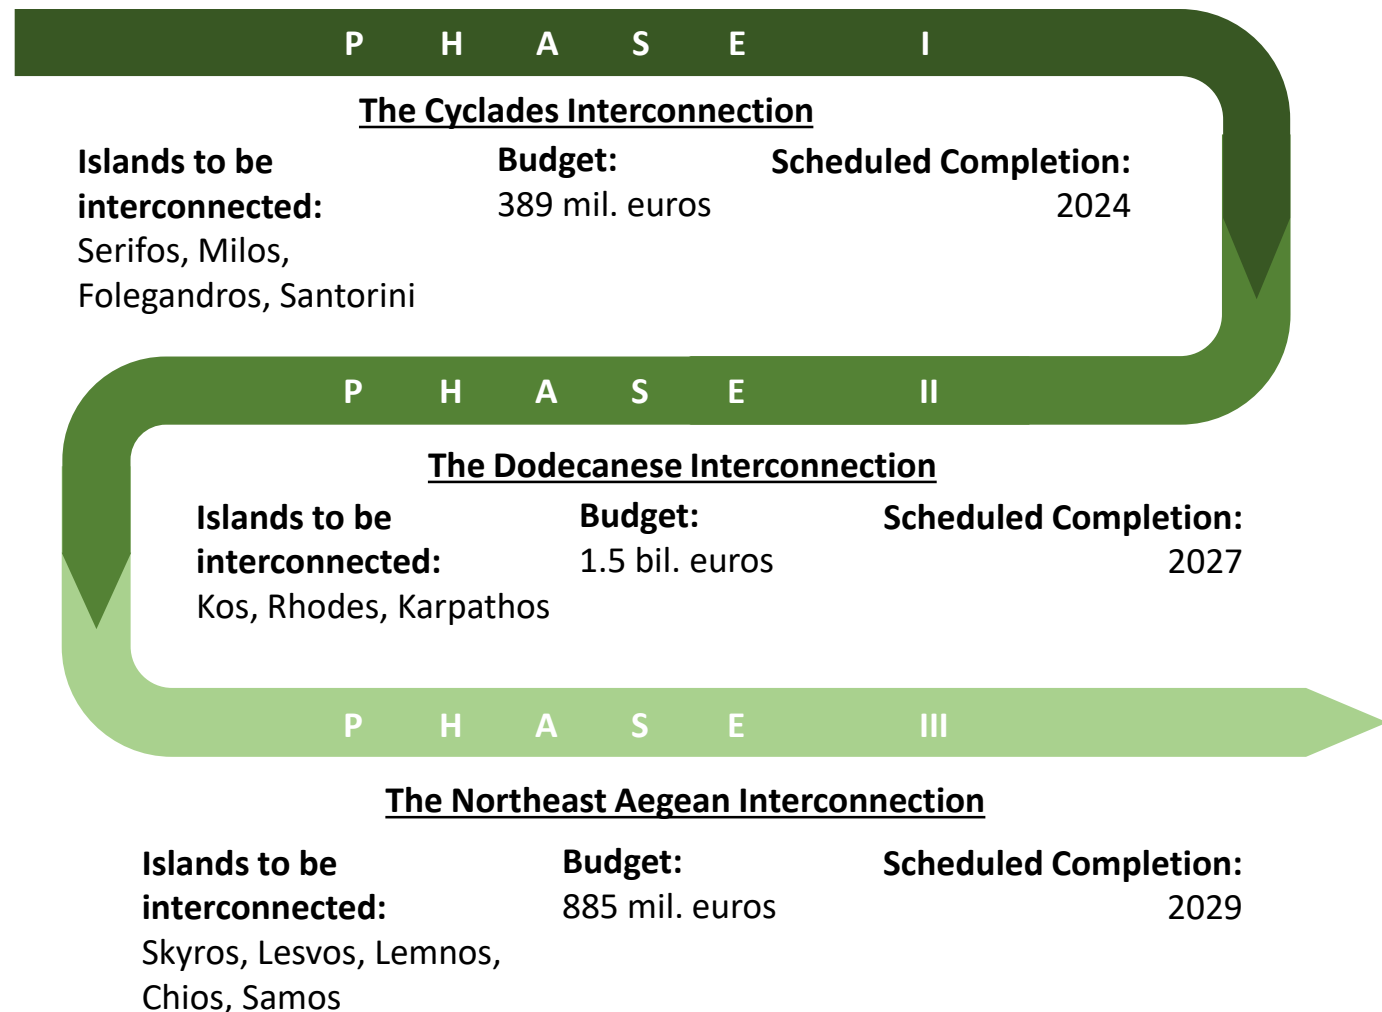 P H A S E I
The Cyclades Interconnection
Islands to be
interconnected:
Serifos, Milos,
Folegandros, Santorini
Budget:
389 mil. euros
Scheduled Completion:
2024
P H A S E II
The Dodecanese Interconnection
Islands to be
interconnected:
Kos, Rhodes, Karpathos
Budget:
1.5 bil. euros
Scheduled Completion:
2027
P H A S E III
The Northeast Aegean Interconnection
Islands to be
interconnected:
Skyros, Lesvos, Lemnos,
Chios, Samos
Budget:
885 mil. euros
Scheduled Completion:
2029